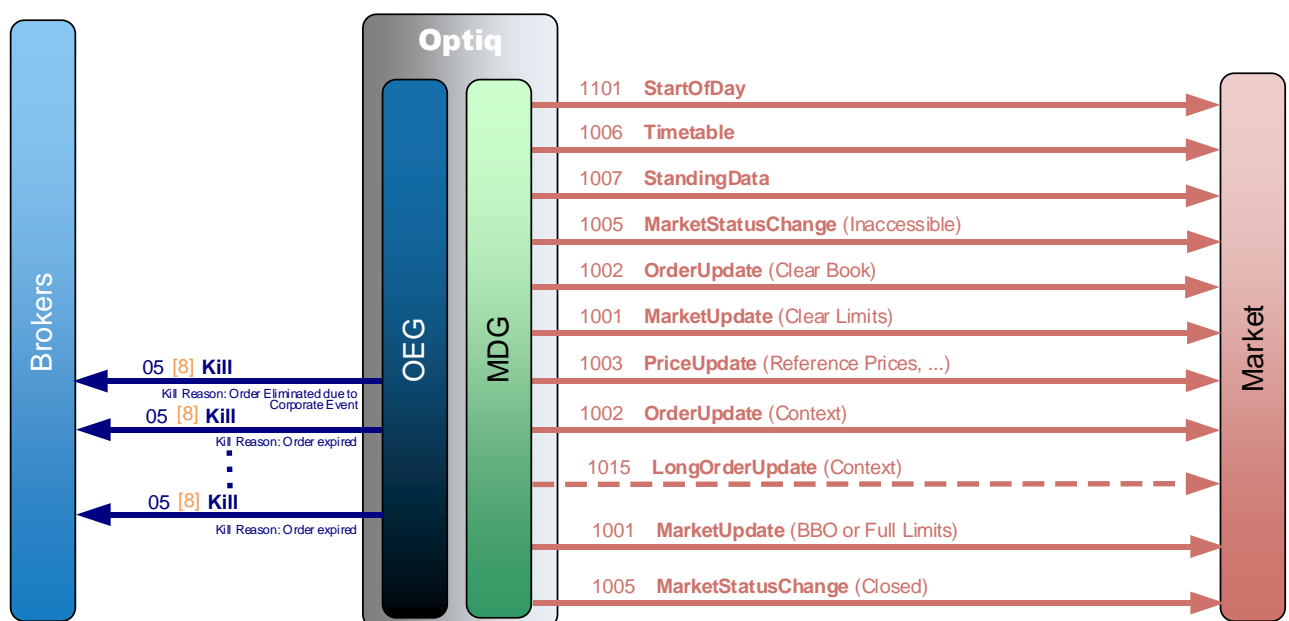 Optiq
Brokers
OEG
MDG
Market
1101 StartOfDay
1006 Timetable
1007 StandingData
1005 MarketStatusChange (Inaccessible)
1002 OrderUpdate (Clear Book)
1001 MarketUpdate (Clear Limits)
1003 PriceUpdate (Reference Prices, ...)
1002 OrderUpdate (Context)
1015 LongOrderUpdate (Context)
1001 MarketUpdate (BBO or Full Limits)
1005 MarketStatusChange (Closed)
05 [8] Kill
Kill Reason: Order Eliminated due to
Corporate Event
05 [8] Kill
Kill Reason: Order expired
05 [8] Kill
Kill Reason: Order expired